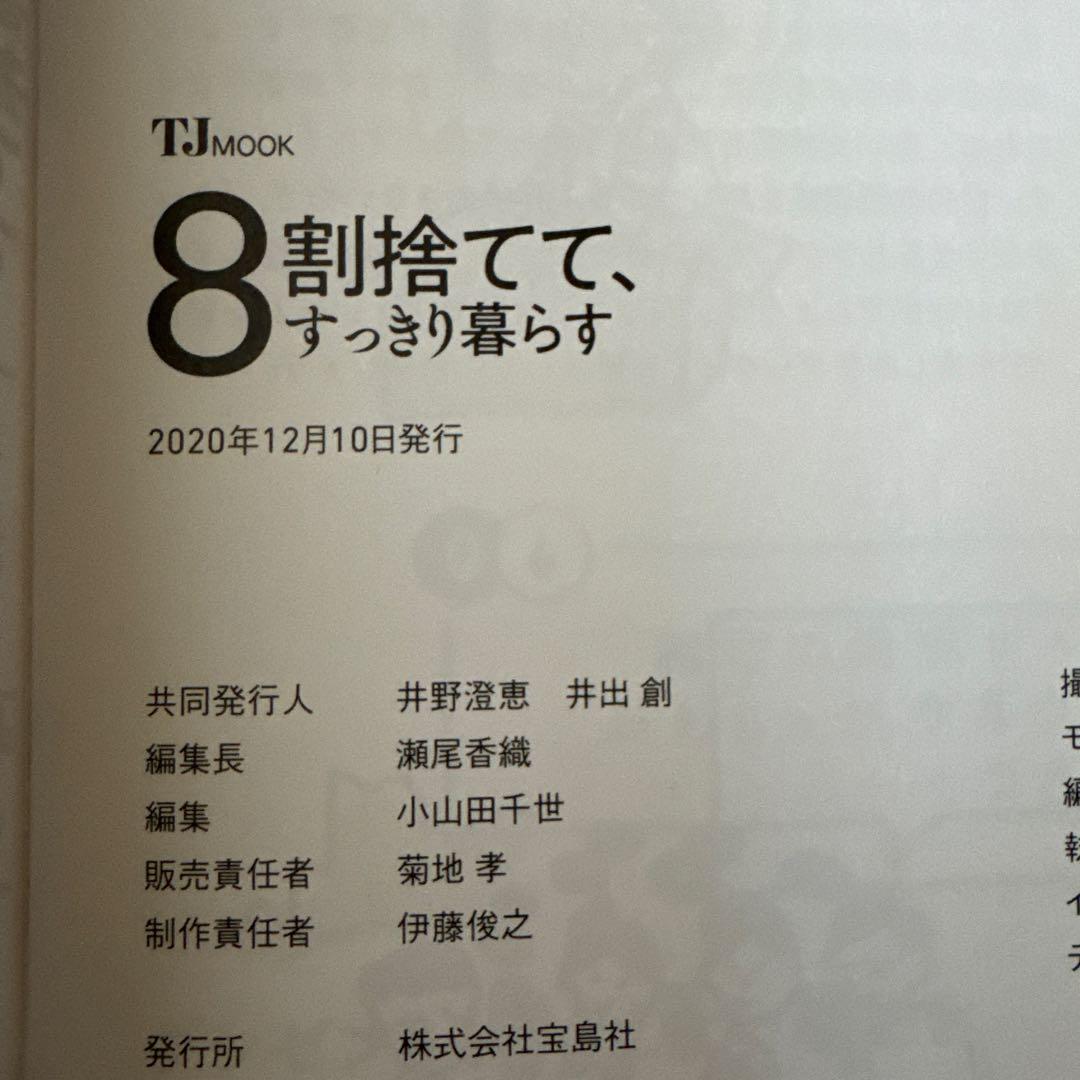 TJ MOOK
8割捨てて、
すっきり暮らす
2020年12月10日発行
共同発行人 井野澄恵 井出 創
編集長 瀬尾香織
編集 小山田千世
販売責任者 菊地 孝
制作責任者 伊藤俊之
発行所 株式会社宝島社